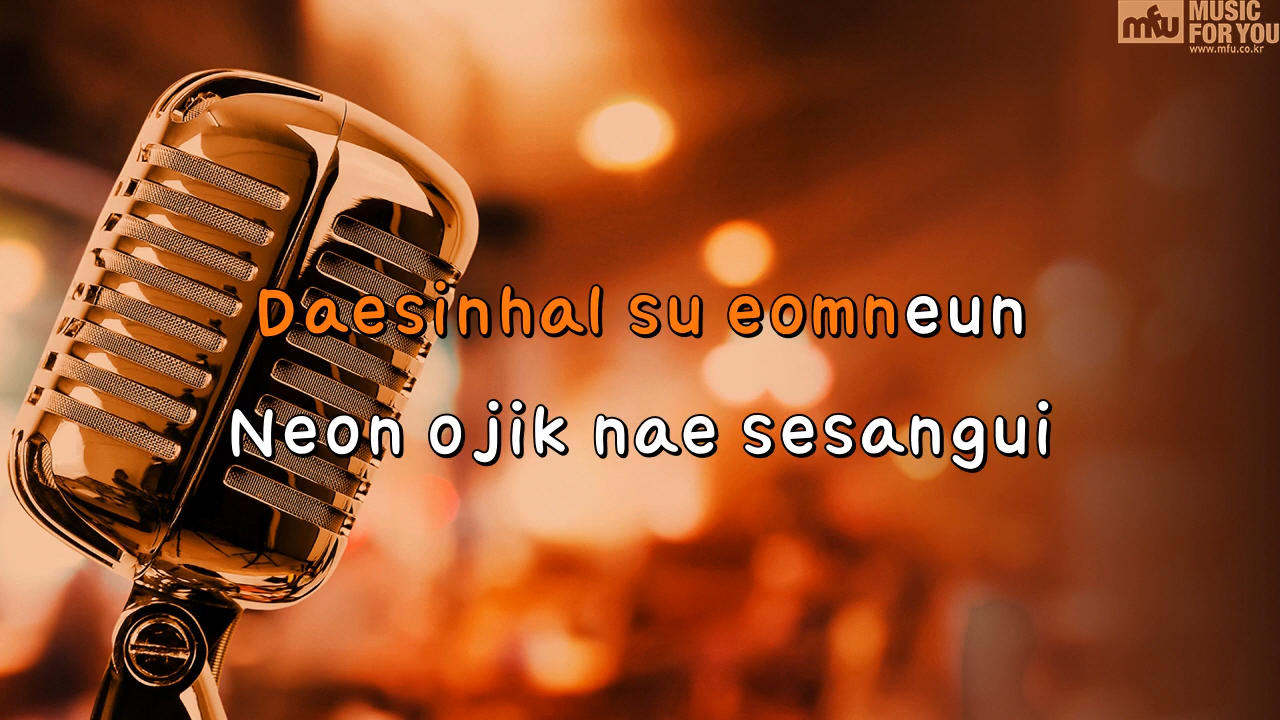 mfu MUSIC
FOR YOU
www.mfu.co.kr
Daesinhal su eomneun
Neon ojik nae sesangui